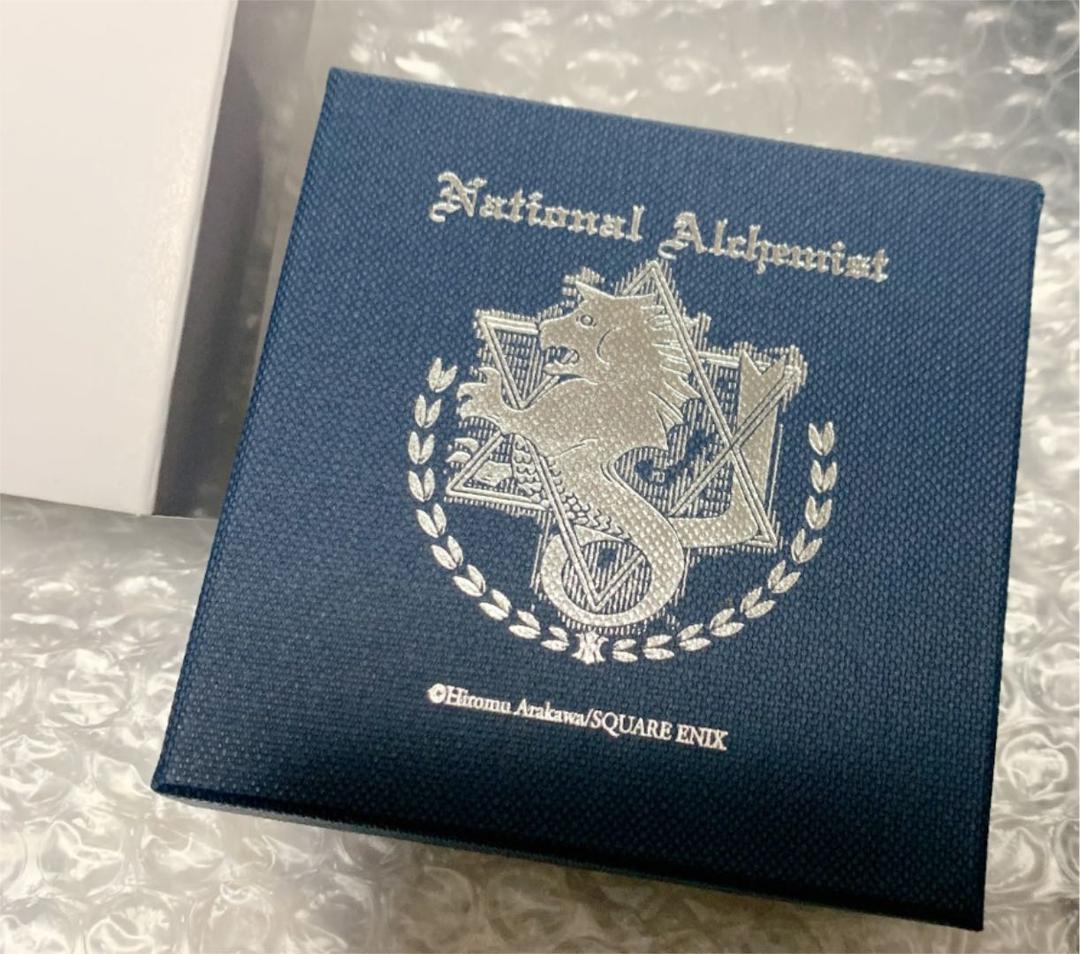 National Alchemist
©Hiromu Arakawa/SQUARE ENIX